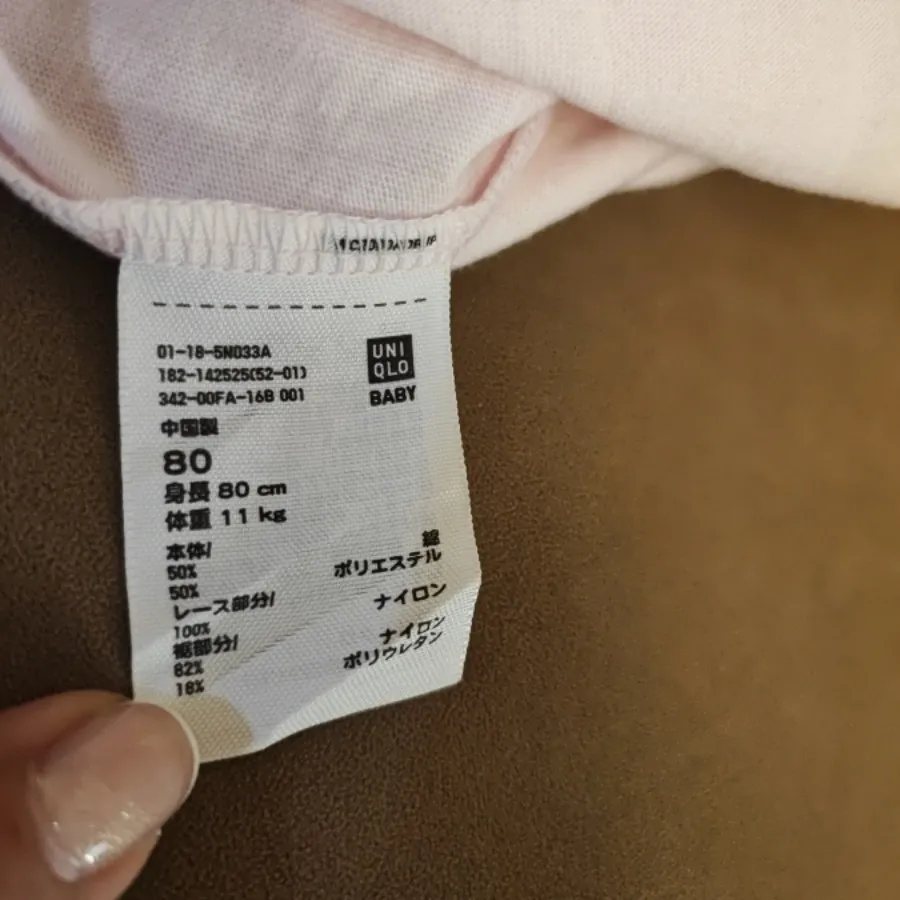 01-18-5N033A
182-142525(52-01)
342-00FA-16B 001
UNI
QLO
BABY
中国製
80
身長 80 cm
体重 11 kg
本体/
綿
50%
ポリエステル
50%
レース部分/
ナイロン
100%
裾部分/
ナイロン
82%
ポリウレタン
18%